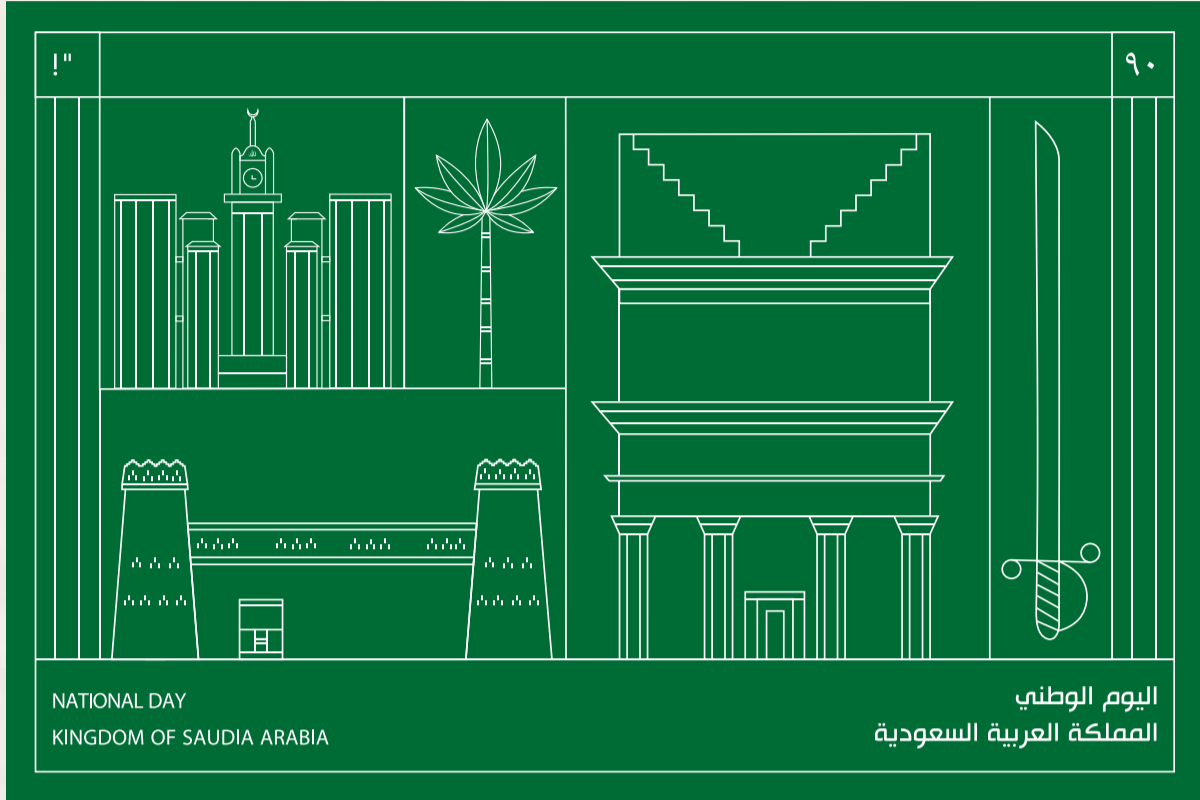 !"
٩٠
NATIONAL DAY
KINGDOM OF SAUDIA ARABIA
اليوم الوطني
المملكة العربية السعودية